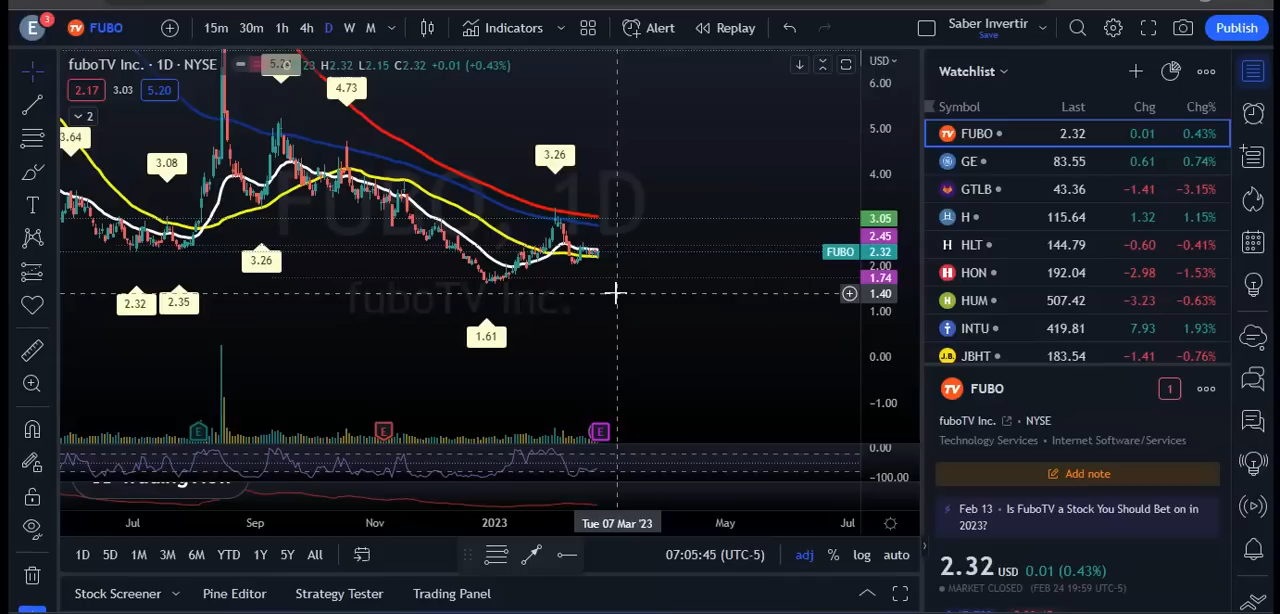 E 3 FUBO 15m 30m 1h 4h D W M Indicators Alert Replay Saber Invertir Save Publish
fuboTV Inc. · 1D · NYSE H2.32 L2.15 C2.32 +0.01 (+0.43%) USD
2.17 3.03 5.20
2
3.64
3.08
4.73
3.26
3.26
2.32
2.35
1.61
FUBO, 1D
fuboTV Inc.
6.00
5.00
4.00
3.05
2.45
FUBO 2.32
2.00
1.74
1.40
1.00
0.00
-1.00
0.00
-100.00
E E E
Jul Sep Nov 2023 Tue 07 Mar '23 May Jul
1D 5D 1M 3M 6M YTD 1Y 5Y All 07:05:45 (UTC-5) adj % log auto
Stock Screener Pine Editor Strategy Tester Trading Panel
Watchlist
Symbol Last Chg Chg%
FUBO 2.32 0.01 0.43%
GE 83.55 0.61 0.74%
GTLB 43.36 −1.41 −3.15%
H 115.64 1.32 1.15%
HLT 144.79 −0.60 −0.41%
HON 192.04 −2.98 −1.53%
HUM 507.42 −3.23 −0.63%
INTU 419.81 7.93 1.93%
JBHT 183.54 −1.41 −0.76%
FUBO 1
fuboTV Inc. · NYSE
Technology Services · Internet Software/Services
Add note
Feb 13 · Is FuboTV a Stock You Should Bet on in
2023?
2.32 USD 0.01 (0.43%)
MARKET CLOSED (FEB 24 19:59 UTC-5)